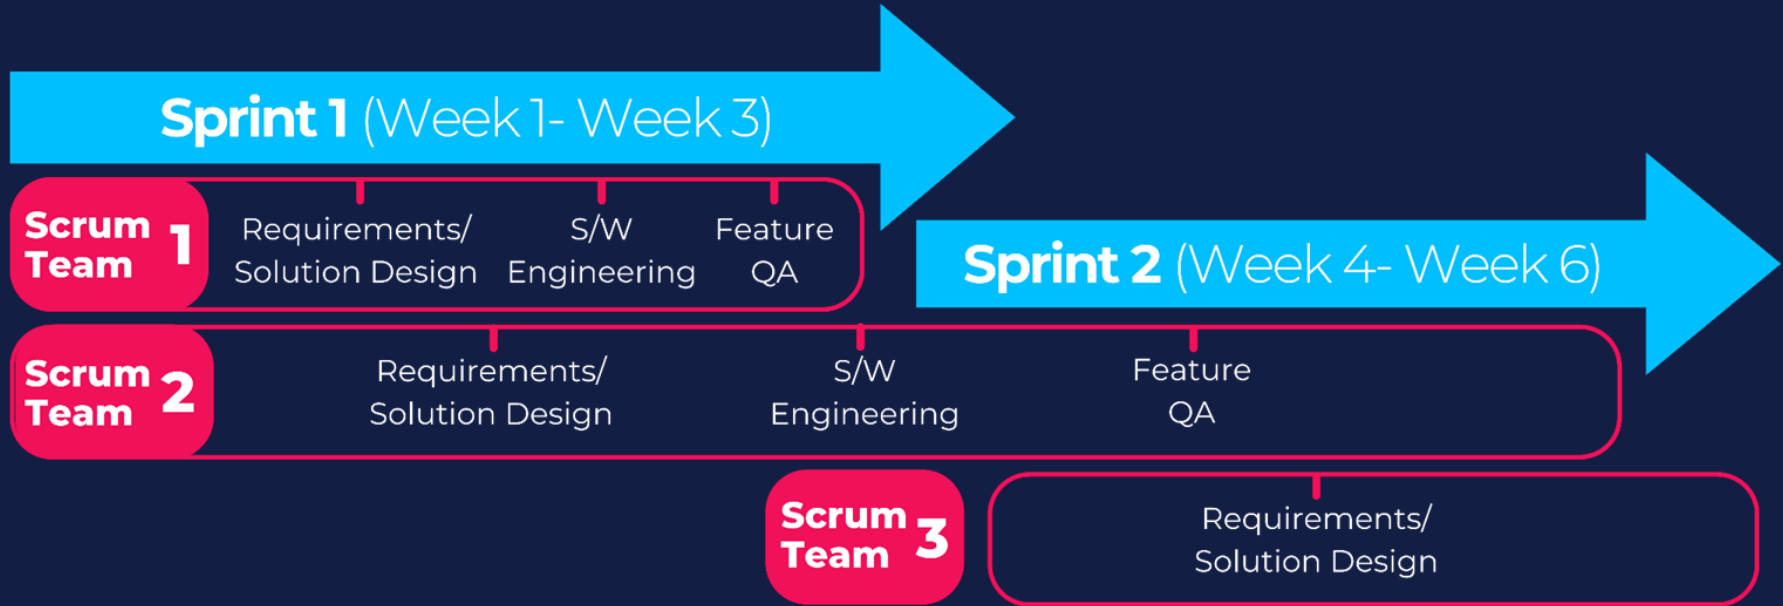 Sprint 1 (Week 1- Week 3)
Scrum
Team 1
Requirements/
Solution Design
S/W
Engineering
Feature
QA
Sprint 2 (Week 4- Week 6)
Scrum
Team 2
Requirements/
Solution Design
S/W
Engineering
Feature
QA
Scrum
Team 3
Requirements/
Solution Design